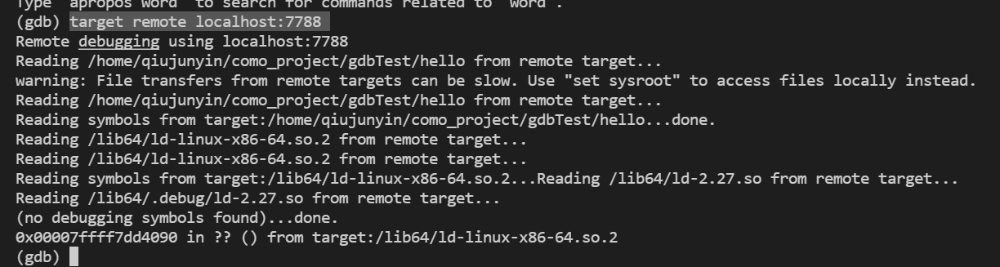 Type "apropos word" to search for commands related to "word".
(gdb) target remote localhost:7788
Remote debugging using localhost:7788
Reading /home/qiujunyin/como_project/gdbTest/hello from remote target...
warning: File transfers from remote targets can be slow. Use "set sysroot" to access files locally instead.
Reading /home/qiujunyin/como_project/gdbTest/hello from remote target...
Reading symbols from target:/home/qiujunyin/como_project/gdbTest/hello...done.
Reading /lib64/ld-linux-x86-64.so.2 from remote target...
Reading /lib64/ld-linux-x86-64.so.2 from remote target...
Reading symbols from target:/lib64/ld-linux-x86-64.so.2...Reading /lib64/ld-2.27.so from remote target...
Reading /lib64/.debug/ld-2.27.so from remote target...
(no debugging symbols found)...done.
0x00007ffff7dd4090 in ?? () from target:/lib64/ld-linux-x86-64.so.2
(gdb)